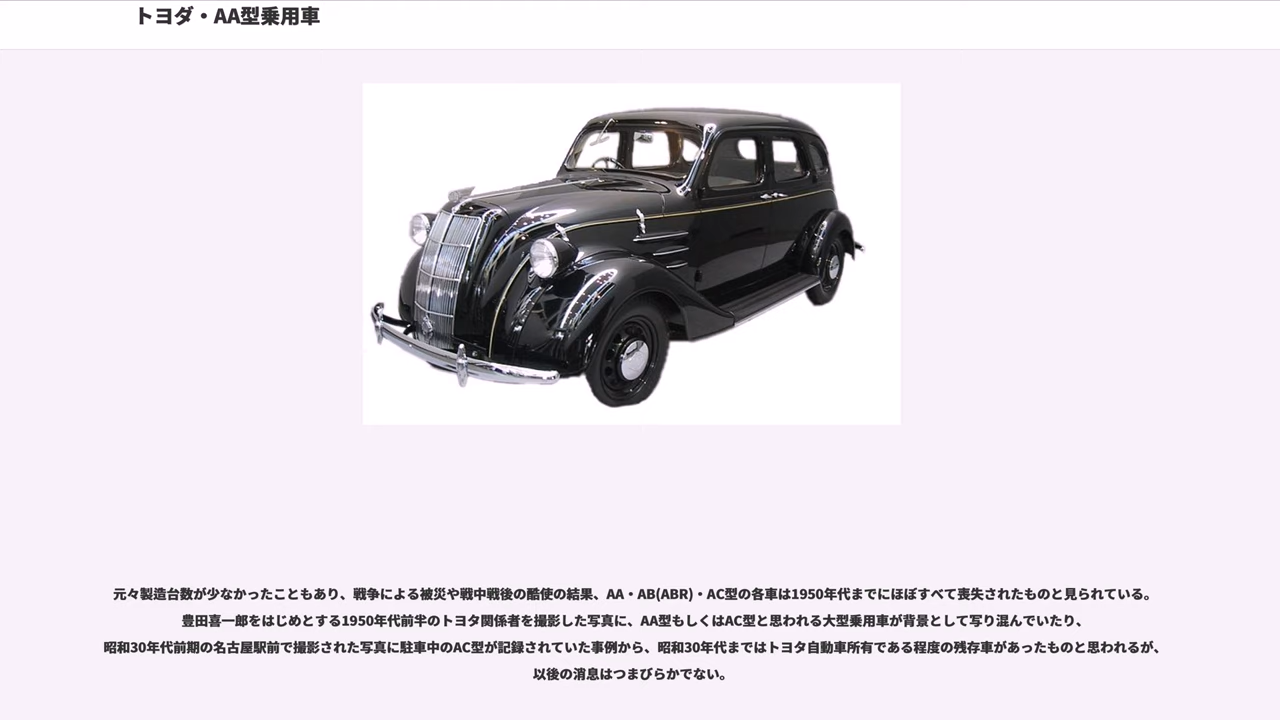 トヨダ・AA型乗用車
元々製造台数が少なかったこともあり、戦争による被災や戦中戦後の酷使の結果、AA・AB(ABR)・AC型の各車は1950年代までにほぼすべて喪失されたものと見られている。
豊田喜一郎をはじめとする1950年代前半のトヨタ関係者を撮影した写真に、AA型もしくはAC型と思われる大型乗用車が背景として写り混んでいたり、
昭和30年代前期の名古屋駅前で撮影された写真に駐車中のAC型が記録されていた事例から、昭和30年代まではトヨタ自動車所有である程度の残存車があったものと思われるが、
以後の消息はつまびらかでない。